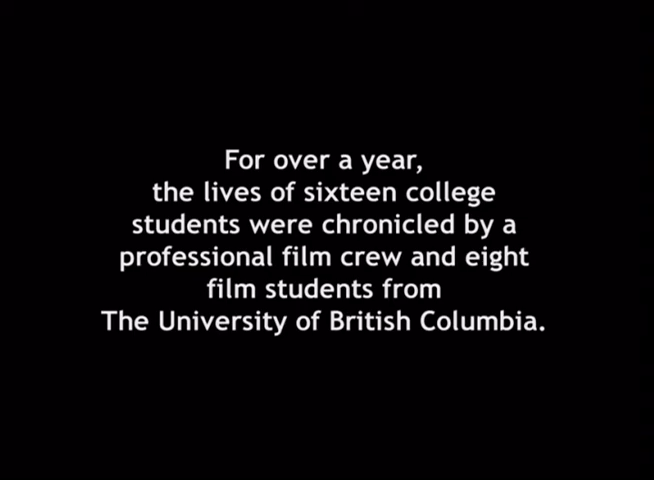 For over a year,
the lives of sixteen college
students were chronicled by a
professional film crew and eight
film students from
The University of British Columbia.